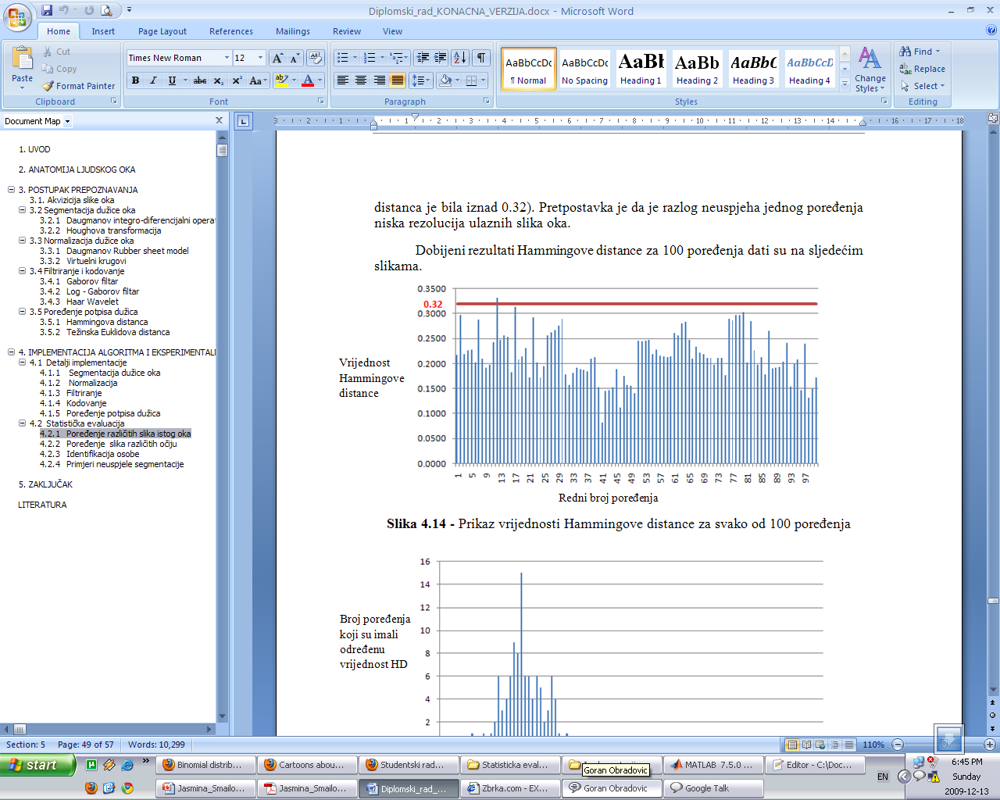 Diplomski_rad_KONACNA_VERZIJA.docx - Microsoft Word
Home Insert Page Layout References Mailings Review View
Paste
Cut
Copy
Format Painter
Clipboard
Times New Roman 12
B I U abc x₂ x² Aa
Font
Paragraph
AaBbCcDc AaBbCcDc AaBb AaBb AaBbC AaBbCcD
¶ Normal No Spacing Heading 1 Heading 2 Heading 3 Heading 4
Change Styles
Styles
Find
Replace
Select
Editing
Document Map
1. UVOD
2. ANATOMIJA LJUDSKOG OKA
3. POSTUPAK PREPOZNAVANJA
3.1. Akvizicija slike oka
3.2 Segmentacija dužice oka
3.2.1 Daugmanov integro-diferencijalni operat
3.2.2 Houghova transformacija
3.3 Normalizacija dužice oka
3.3.1 Daugmanov Rubber sheet model
3.3.2 Virtuelni krugovi
3.4 Filtriranje i kodovanje
3.4.1 Gaborov filtar
3.4.2 Log - Gaborov filtar
3.4.3 Haar Wavelet
3.5 Poređenje potpisa dužica
3.5.1 Hammingova distanca
3.5.2 Težinska Euklidova distanca
4. IMPLEMENTACIJA ALGORITMA I EKSPERIMENTALI
4.1 Detalji implementacije
4.1.1 Segmentacija dužice oka
4.1.2 Normalizacija
4.1.3 Filtriranje
4.1.4 Kodovanje
4.1.5 Poređenje potpisa dužica
4.2 Statistička evaluacija
4.2.1 Poređenje različitih slika istog oka
4.2.2 Poređenje slika različitih očiju
4.2.3 Identifikacija osobe
4.2.4 Primjeri neuspjele segmentacije
5. ZAKLJUČAK
LITERATURA
3 2 1 1 2 3 4 5 6 7 8 9 10 11 12 13 14 15 16 17 18
distanca je bila iznad 0.32). Pretpostavka je da je razlog neuspjeha jednog poređenja
niska rezolucija ulaznih slika oka.
Dobijeni rezultati Hammingove distance za 100 poređenja dati su na sljedećim
slikama.
Vrijednost
Hammingove
distance
0.3500
0.32
0.3000
0.2500
0.2000
0.1500
0.1000
0.0500
0.0000
1 5 9 13 17 21 25 29 33 37 41 45 49 53 57 61 65 69 73 77 81 85 89 93 97
Redni broj poređenja
Slika 4.14 - Prikaz vrijednosti Hammingove distance za svako od 100 poređenja
Broj poređenja
koji su imali
određenu
vrijednost HD
16
14
12
10
8
6
4
2
Section: 5 Page: 49 of 57 Words: 10,299 110%
start
Binomial distrib... Cartoons abou... Studentski rad... Statisticka eval... MATLAB 7.5.0 ... Editor - C:\Doc...
Goran Obradovic
Jasmina_Smailo... Jasmina_Smailo... Diplomski_rad_... Zbrka.com - EX... Goran Obradovic Google Talk
EN
6:45 PM
Sunday
2009-12-13